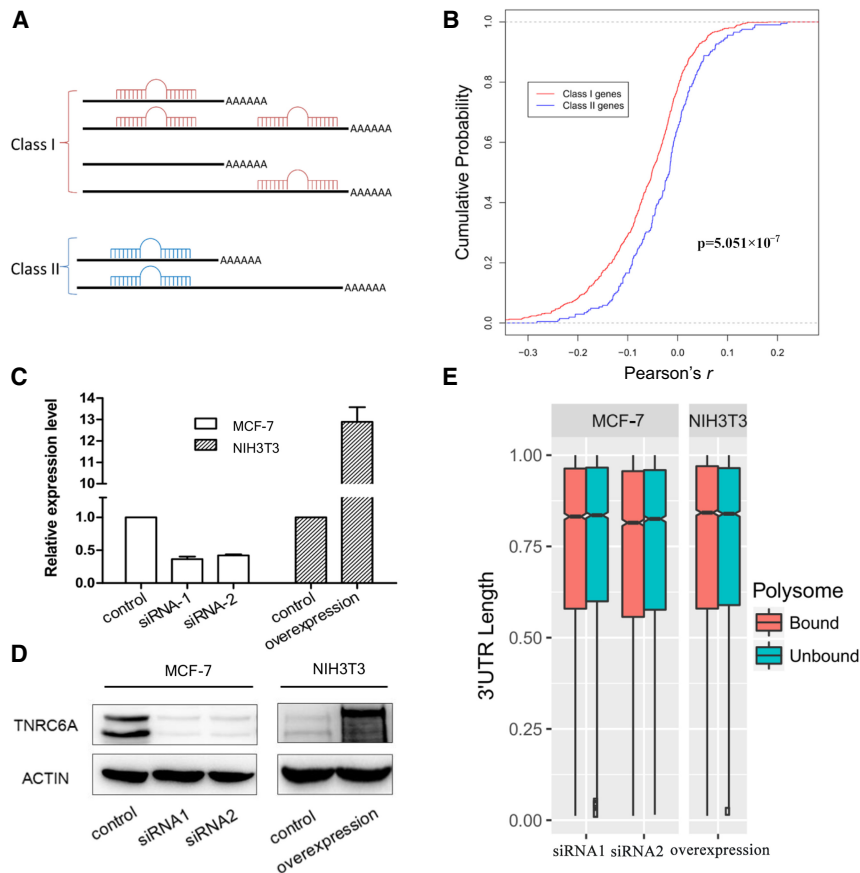 A
Class I
AAAAAA
AAAAAA
AAAAAA
AAAAAA
Class II
AAAAAA
AAAAAA
B
Cumulative Probability
1.0
0.8
0.6
0.4
0.2
0.0
Class I genes
Class II genes
p=5.051×10⁻⁷
−0.3 −0.2 −0.1 0.0 0.1 0.2
Pearson's r
C
Relative expression level
14
13
12
11
10
1.0
0.5
0.0
MCF-7
NIH3T3
control siRNA-1 siRNA-2 control overexpression
D
MCF-7 NIH3T3
TNRC6A
ACTIN
control siRNA1 siRNA2 control overexpression
E
MCF-7 NIH3T3
3'UTR Length
1.00
0.75
0.50
0.25
0.00
siRNA1 siRNA2 overexpression
Polysome
Bound
Unbound